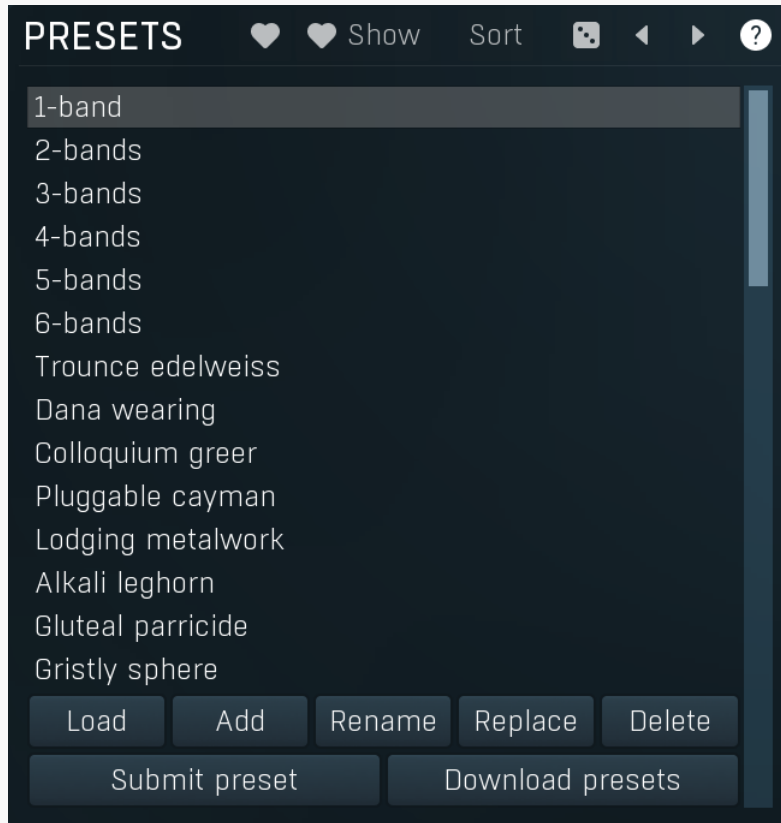 PRESETS Show Sort ?
1-band
2-bands
3-bands
4-bands
5-bands
6-bands
Trounce edelweiss
Dana wearing
Colloquium greer
Pluggable cayman
Lodging metalwork
Alkali leghorn
Gluteal parricide
Gristly sphere
Load Add Rename Replace Delete
Submit preset Download presets